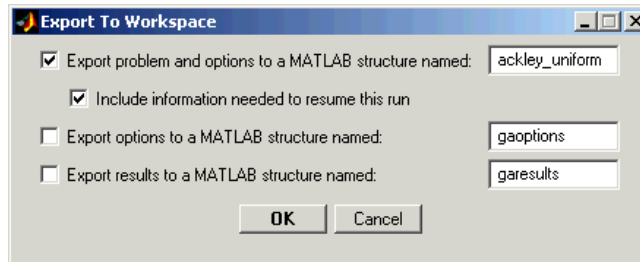 Export To Workspace
Export problem and options to a MATLAB structure named: ackley_uniform
Include information needed to resume this run
Export options to a MATLAB structure named: gaoptions
Export results to a MATLAB structure named: garesults
OK Cancel